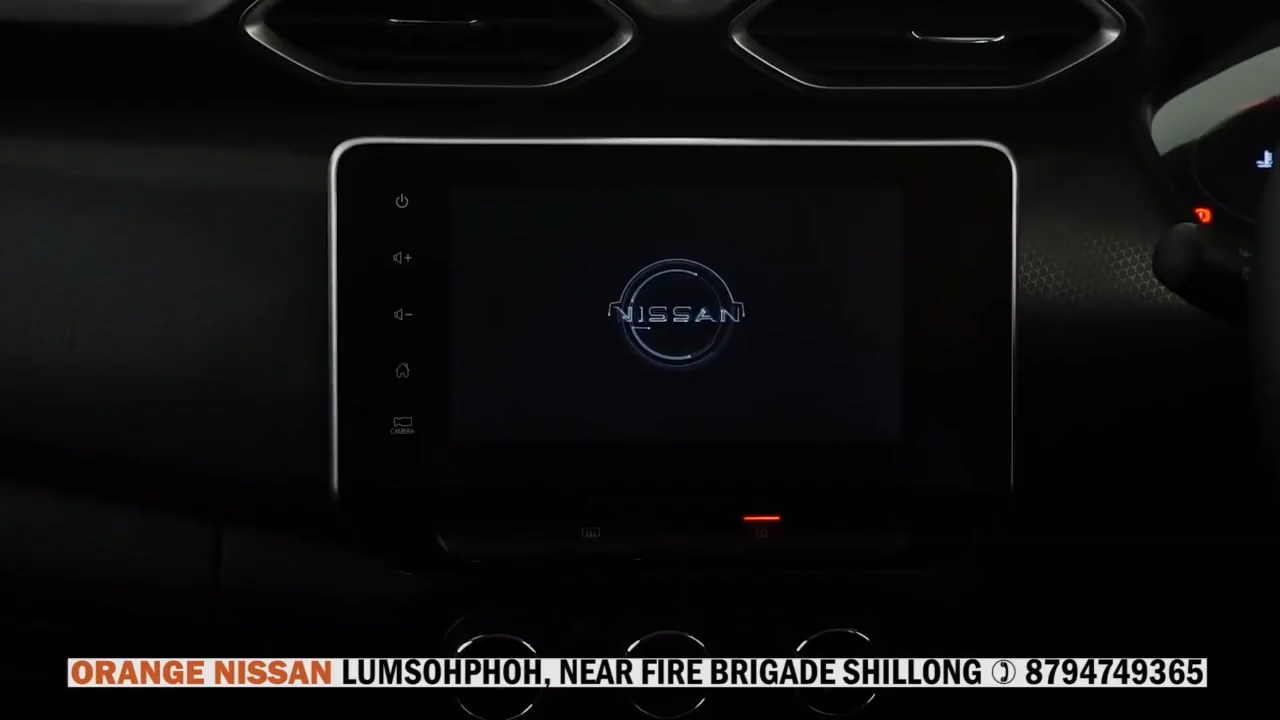 NISSAN
CAMERA
ORANGE NISSAN LUMSOHPHOH, NEAR FIRE BRIGADE SHILLONG ✆ 8794749365